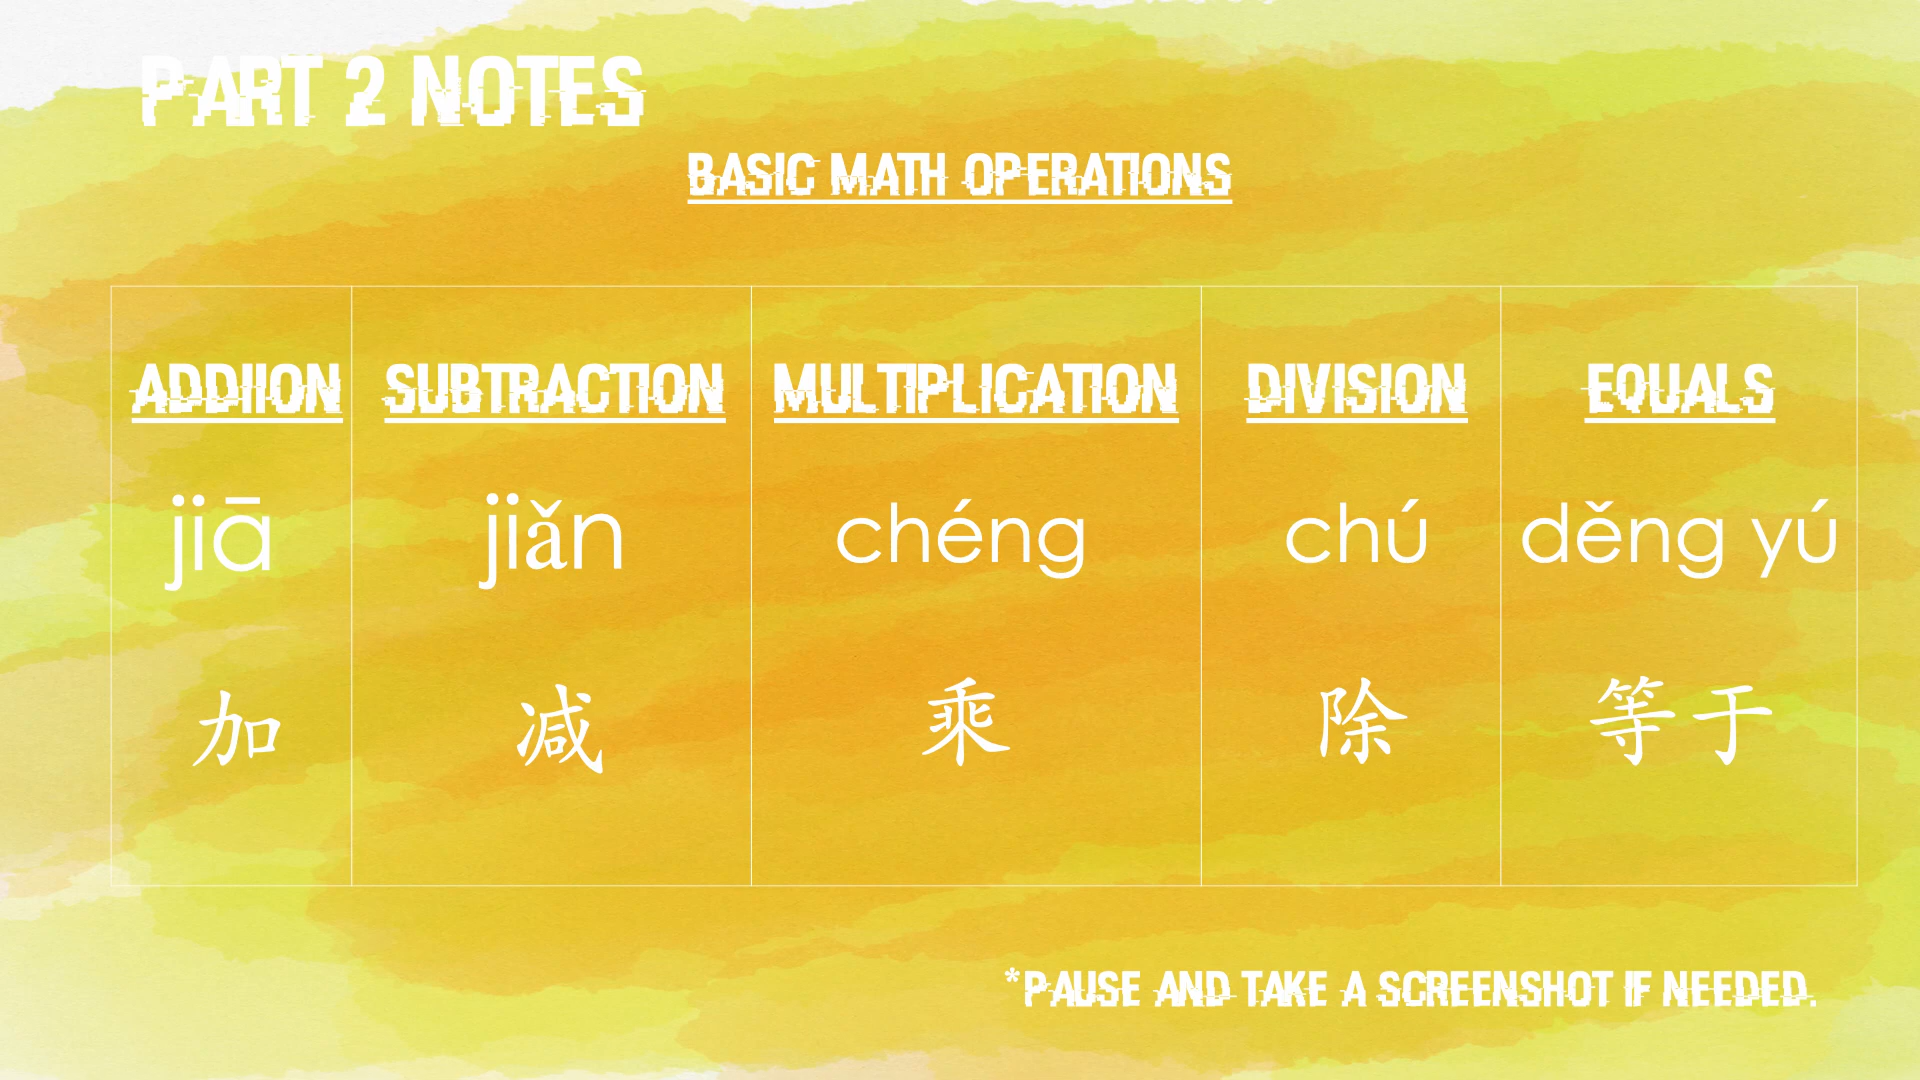 PART 2 NOTES
BASIC MATH OPERATIONS
ADDIION SUBTRACTION MULTIPLICATION DIVISION EQUALS
jiā jiăn chéng chú děng yú
加 减 乘 除 等于
*PAUSE AND TAKE A SCREENSHOT IF NEEDED.